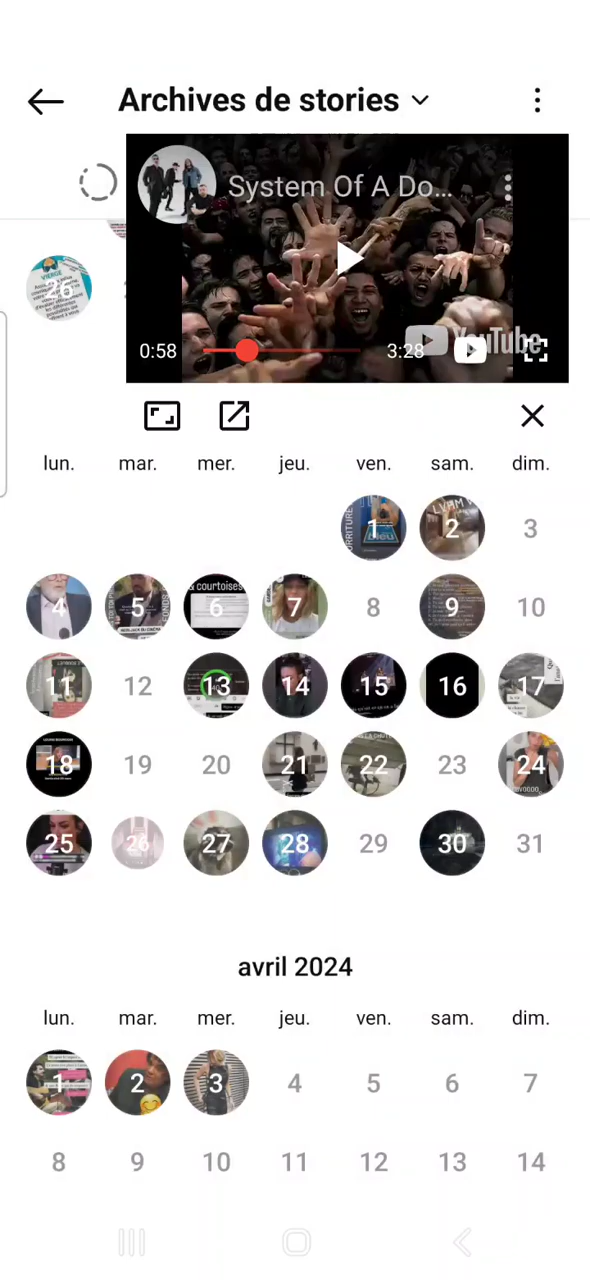 Archives de stories
System Of A Do...
YouTube
0:58
3:28
VIERGE
lun. mar. mer. jeu. ven. sam. dim.
1 2 3
4 5 6 7 8 9 10
& courtoises
11 12 13 14 15 16 17
18 19 20 21 22 23 24
25 26 27 28 29 30 31
avril 2024
lun. mar. mer. jeu. ven. sam. dim.
1 2 3 4 5 6 7
8 9 10 11 12 13 14